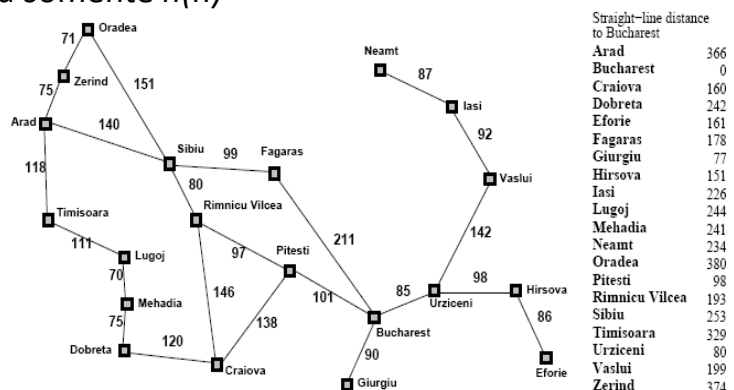 h(n)
Oradea
71
Neamt
87
Zerind
151
75
Iasi
Arad
140
92
Sibiu
99
Fagaras
118
80
Vaslui
Rimnicu Vilcea
Timisoara
142
111
211
Lugoj
97
Pitesti
70
98
Hirsova
85
146
101
Mehadia
Urziceni
138
86
75
Bucharest
120
Dobreta
90
Craiova
Eforie
Giurgiu
Straight-line distance
to Bucharest
Arad 366
Bucharest 0
Craiova 160
Dobreta 242
Eforie 161
Fagaras 178
Giurgiu 77
Hirsova 151
Iasi 226
Lugoj 244
Mehadia 241
Neamt 234
Oradea 380
Pitesti 98
Rimnicu Vilcea 193
Sibiu 253
Timisoara 329
Urziceni 80
Vaslui 199
Zerind 374